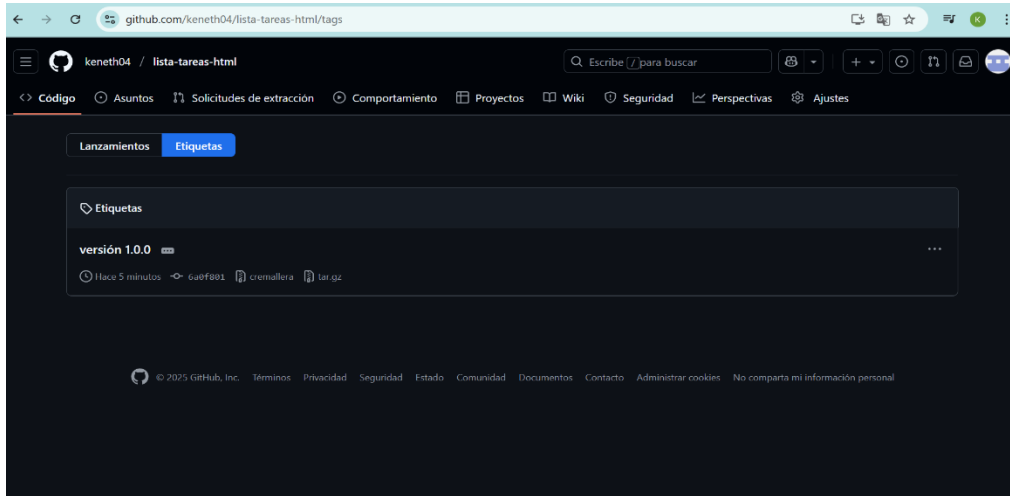 github.com/keneth04/lista-tareas-html/tags
K
keneth04 / lista-tareas-html
Escribe / para buscar
Código Asuntos Solicitudes de extracción Comportamiento Proyectos Wiki Seguridad Perspectivas Ajustes
Lanzamientos Etiquetas
Etiquetas
versión 1.0.0
Hace 5 minutos 6a0f801 cremallera tar.gz
© 2025 GitHub, Inc. Términos Privacidad Seguridad Estado Comunidad Documentos Contacto Administrar cookies No comparta mi información personal